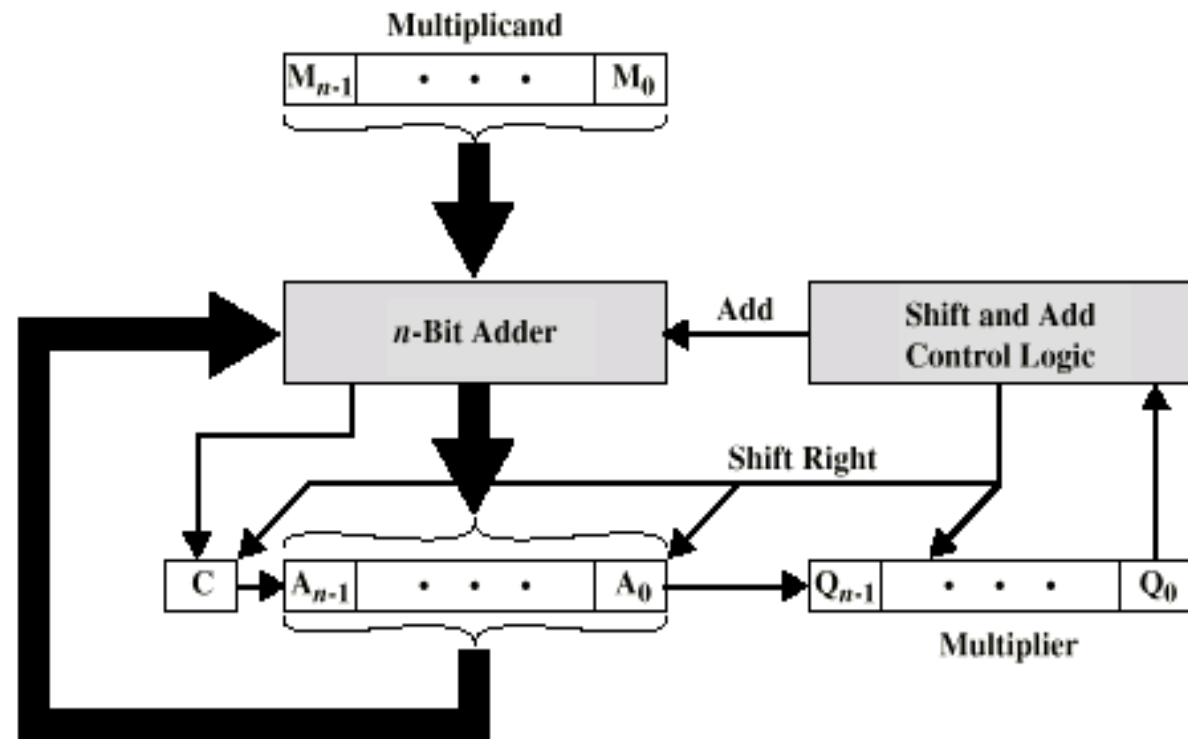 Multiplicand
Mn-1 • • • M0
n-Bit Adder
Add
Shift and Add
Control Logic
Shift Right
C
An-1 • • • A0
Qn-1 • • • Q0
Multiplier